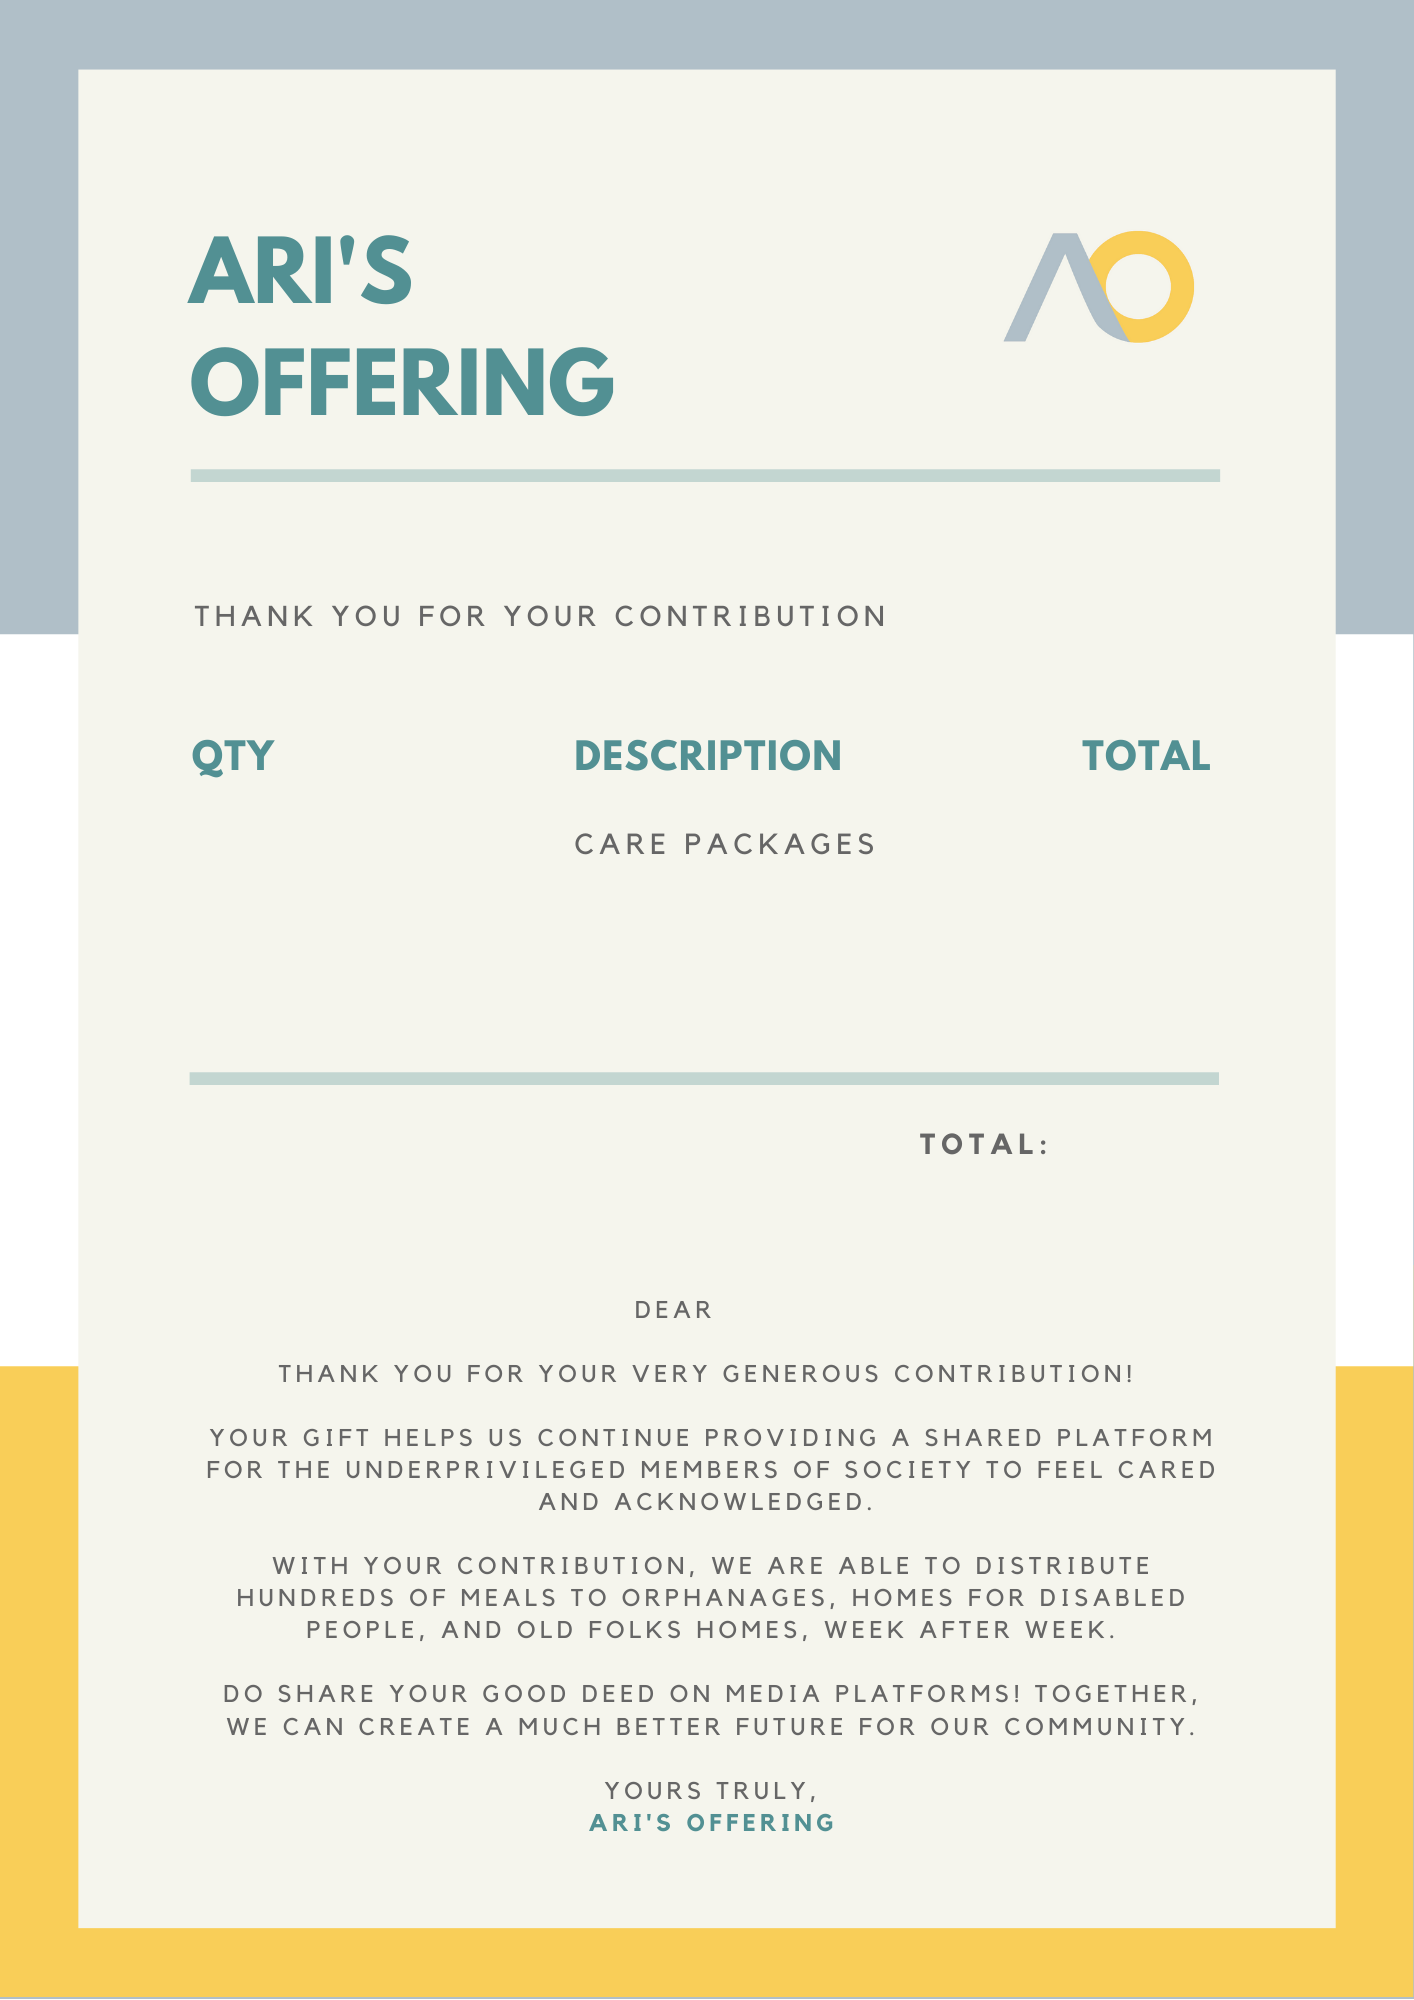 ARI'S
OFFERING
AO
THANK YOU FOR YOUR CONTRIBUTION
QTY DESCRIPTION TOTAL
CARE PACKAGES
TOTAL:
DEAR
THANK YOU FOR YOUR VERY GENEROUS CONTRIBUTION!
YOUR GIFT HELPS US CONTINUE PROVIDING A SHARED PLATFORM
FOR THE UNDERPRIVILEGED MEMBERS OF SOCIETY TO FEEL CARED
AND ACKNOWLEDGED.
WITH YOUR CONTRIBUTION, WE ARE ABLE TO DISTRIBUTE
HUNDREDS OF MEALS TO ORPHANAGES, HOMES FOR DISABLED
PEOPLE, AND OLD FOLKS HOMES, WEEK AFTER WEEK.
DO SHARE YOUR GOOD DEED ON MEDIA PLATFORMS! TOGETHER,
WE CAN CREATE A MUCH BETTER FUTURE FOR OUR COMMUNITY.
YOURS TRULY,
ARI'S OFFERING